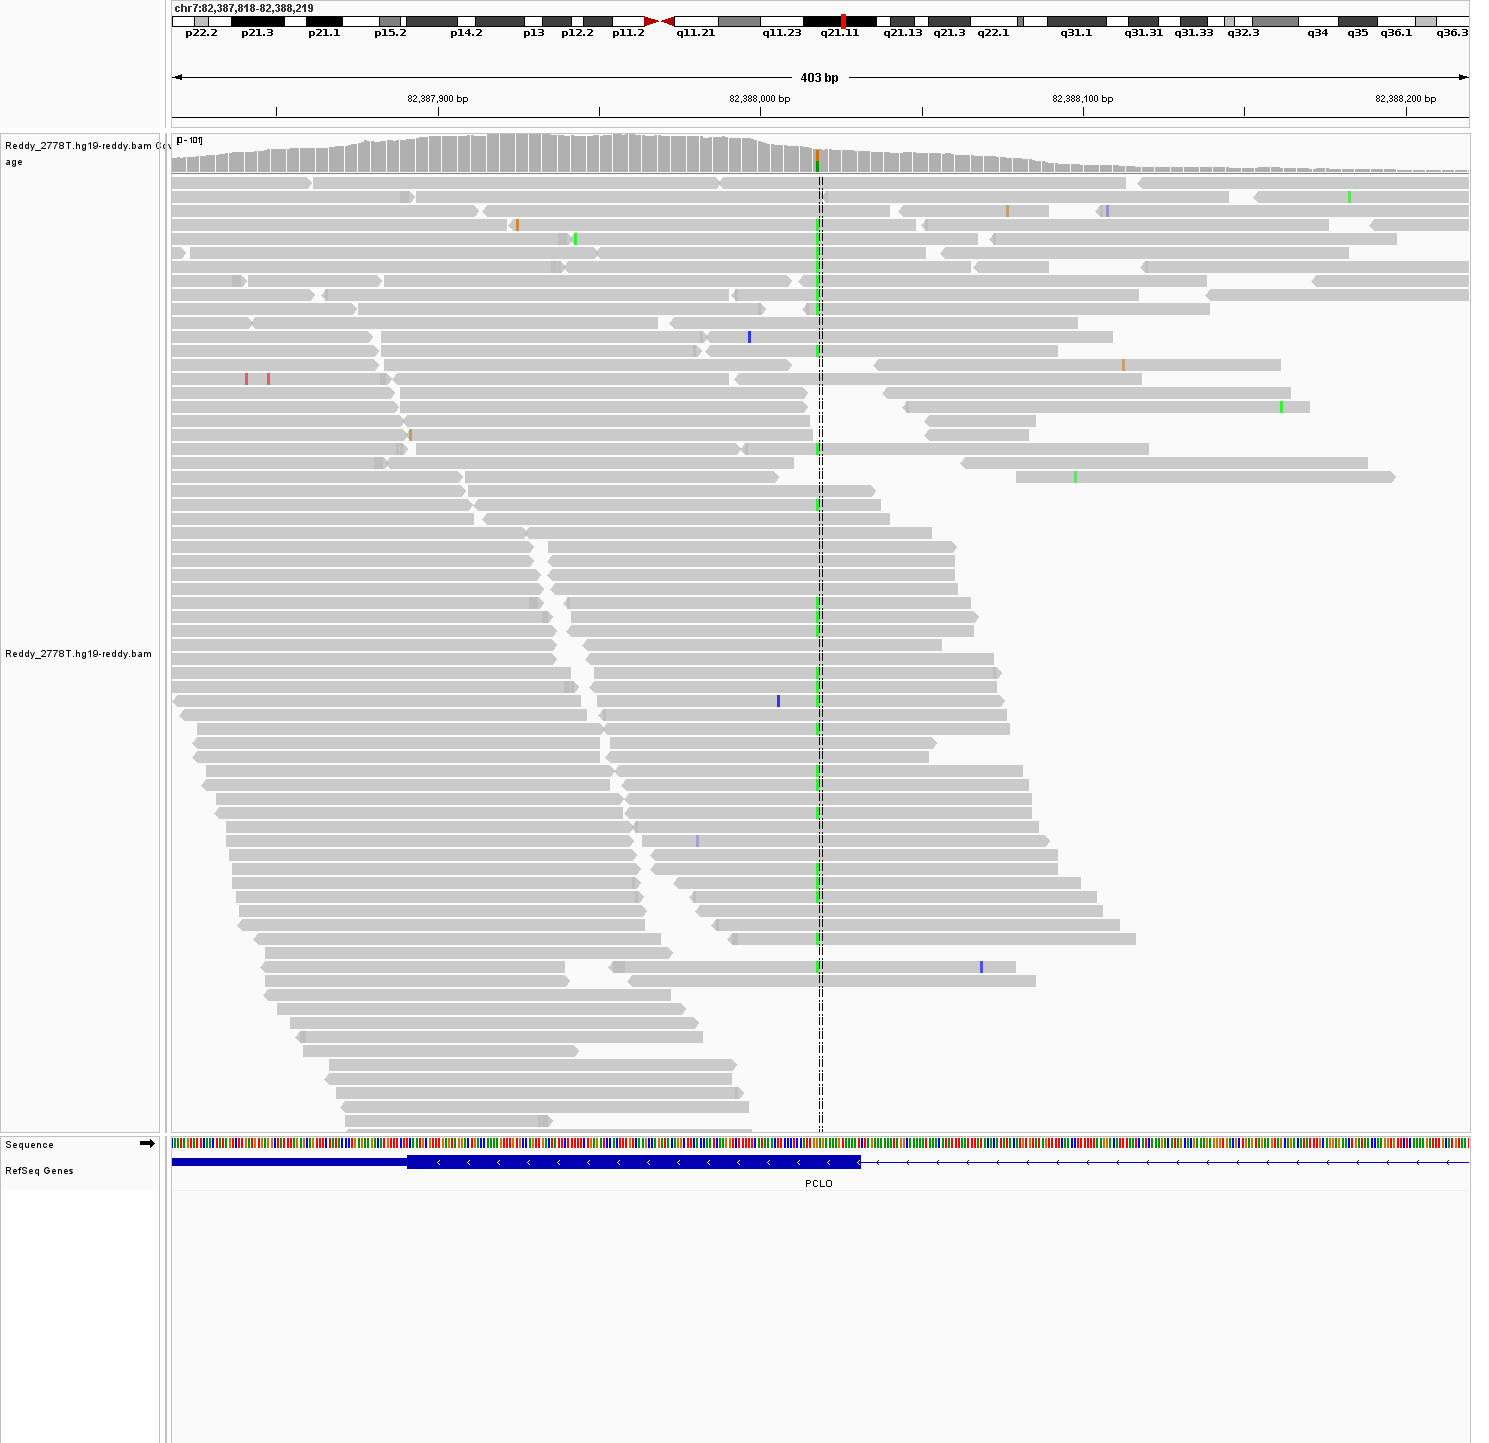 chr7:82,387,818-82,388,219
p22.2 p21.3 p21.1 p15.2 p14.2 p13 p12.2 p11.2 q11.21 q11.23 q21.11 q21.13 q21.3 q22.1 q31.1 q31.31 q31.33 q32.3 q34 q35 q36.1 q36.3
403 bp
82,387,900 bp 82,388,000 bp 82,388,100 bp 82,388,200 bp
[0 - 101]
Reddy_2778T.hg19-reddy.bam Cov
age
Reddy_2778T.hg19-reddy.bam
Sequence
RefSeq Genes
PCLO